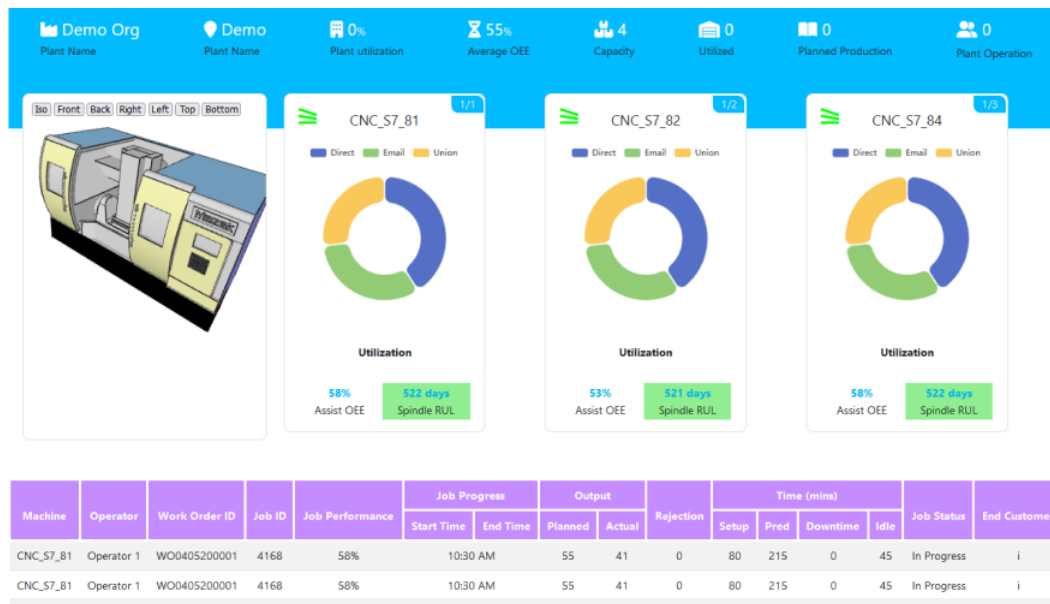 Demo Org Demo 0% 55% 4 0 0 0
Plant Name Plant Name Plant utilization Average OEE Capacity Utilized Planned Production Plant Operation
Iso Front Back Right Left Top Bottom
Mazak
1/1
CNC_S7_81
Direct Email Union
Utilization
58% 522 days
Assist OEE Spindle RUL
1/2
CNC_S7_82
Direct Email Union
Utilization
53% 521 days
Assist OEE Spindle RUL
1/3
CNC_S7_84
Direct Email Union
Utilization
58% 522 days
Assist OEE Spindle RUL
Job Progress Output Time (mins)
Machine Operator Work Order ID Job ID Job Performance Rejection Job Status End Custome
Start Time End Time Planned Actual Setup Pred Downtime Idle
CNC_S7_81 Operator 1 WO0405200001 4168 58% 10:30 AM 55 41 0 80 215 0 45 In Progress i
CNC_S7_81 Operator 1 WO0405200001 4168 58% 10:30 AM 55 41 0 80 215 0 45 In Progress i